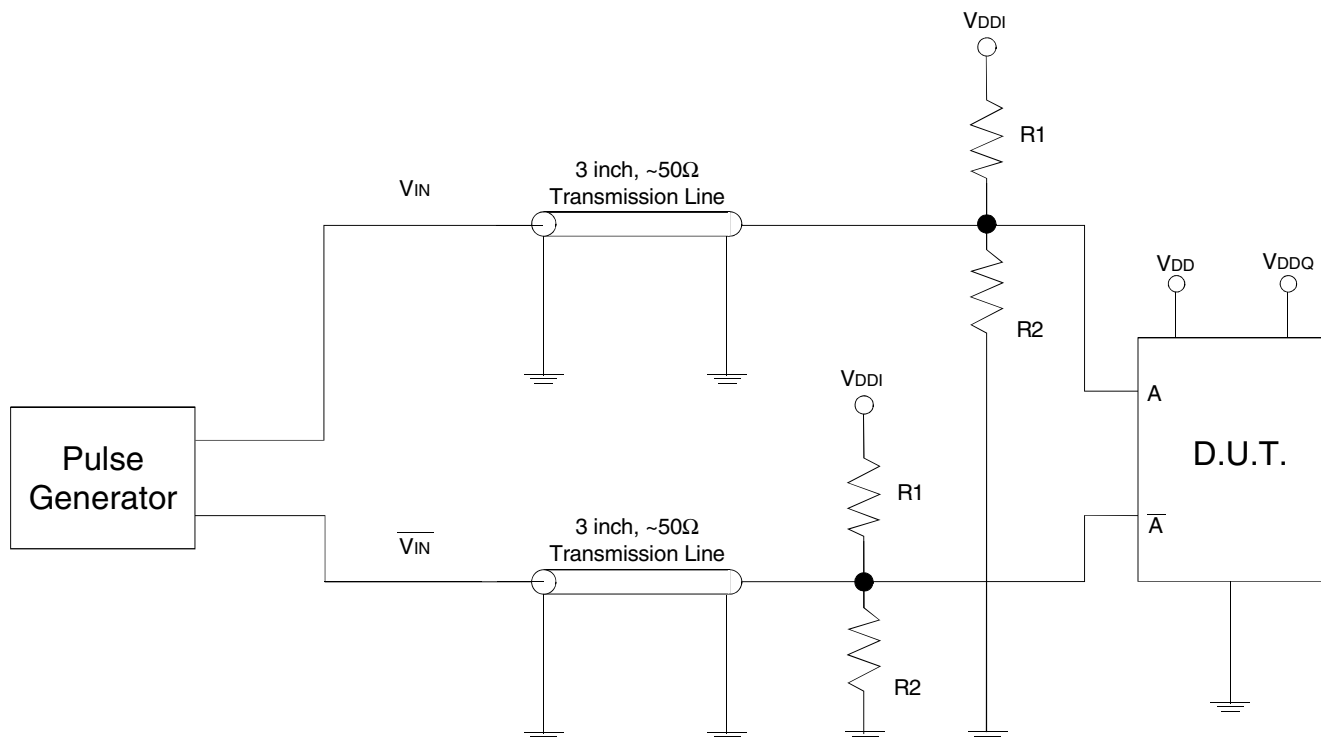 VDDI
R1
3 inch, ~50Ω
Transmission Line
VIN
VDD
VDDQ
R2
VDDI
A
Pulse
Generator
D.U.T.
R1
3 inch, ~50Ω
Transmission Line
V̅I̅N̅
A̅
R2